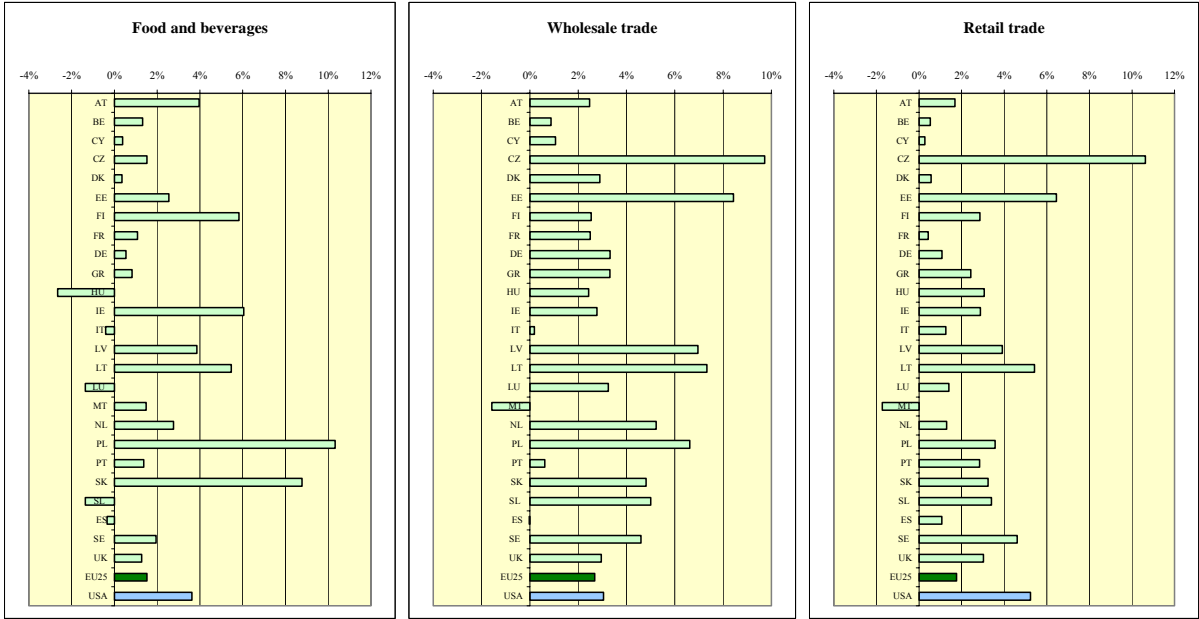 Food and beverages
-4% -2% 0% 2% 4% 6% 8% 10% 12%
AT
BE
CY
CZ
DK
EE
FI
FR
DE
GR
HU
IE
IT
LV
LT
LU
MT
NL
PL
PT
SK
SL
ES
SE
UK
EU25
USA
Wholesale trade
-4% -2% 0% 2% 4% 6% 8% 10%
AT
BE
CY
CZ
DK
EE
FI
FR
DE
GR
HU
IE
IT
LV
LT
LU
MT
NL
PL
PT
SK
SL
ES
SE
UK
EU25
USA
Retail trade
-4% -2% 0% 2% 4% 6% 8% 10% 12%
AT
BE
CY
CZ
DK
EE
FI
FR
DE
GR
HU
IE
IT
LV
LT
LU
MT
NL
PL
PT
SK
SL
ES
SE
UK
EU25
USA